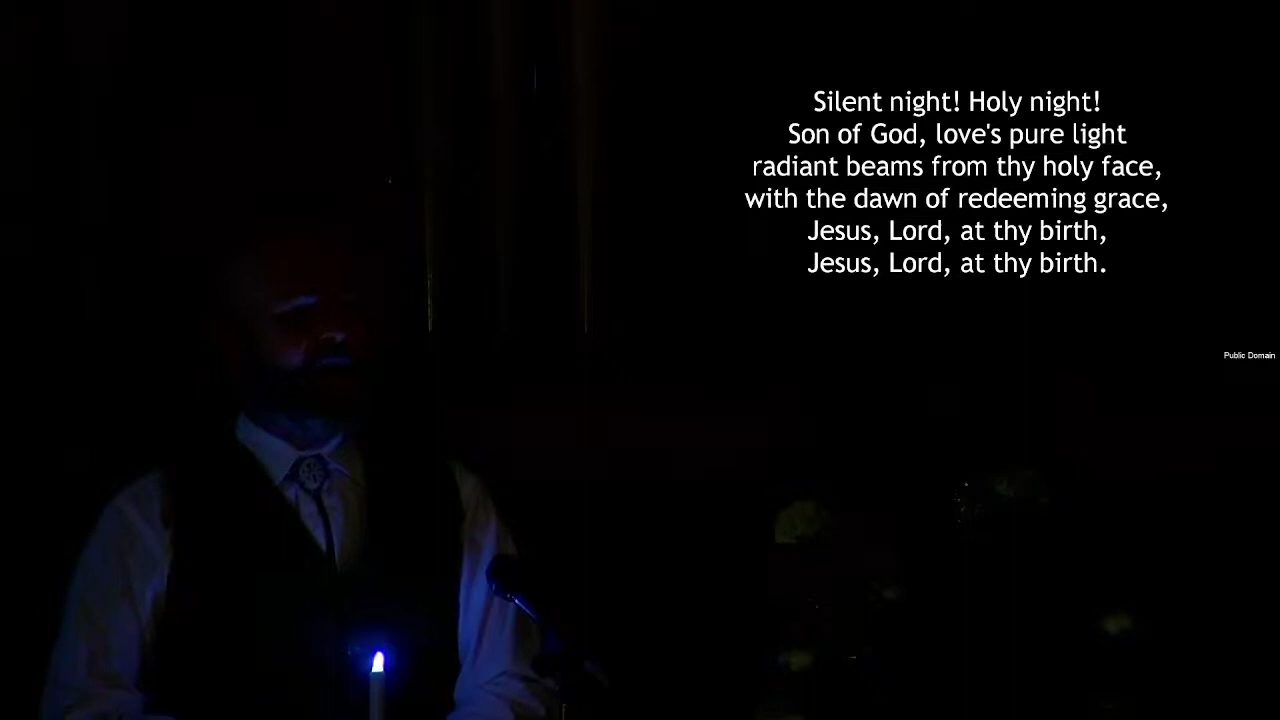 Silent night! Holy night!
Son of God, love's pure light
radiant beams from thy holy face,
with the dawn of redeeming grace,
Jesus, Lord, at thy birth,
Jesus, Lord, at thy birth.
Public Domain